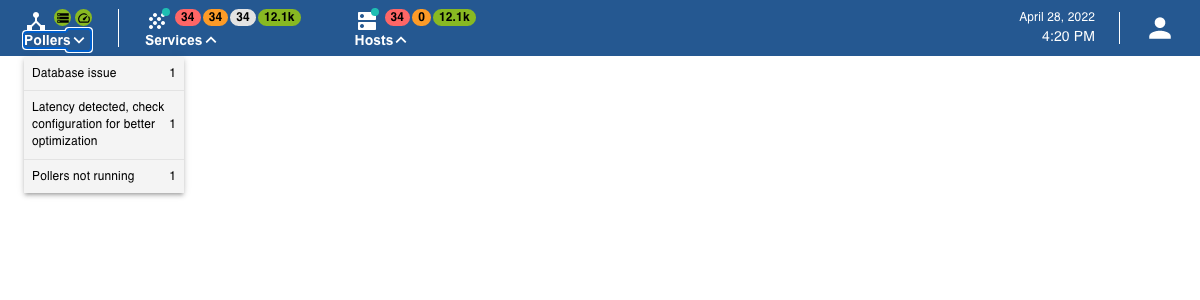 34 34 34 12.1k
34 0 12.1k
April 28, 2022
Pollers
Services
Hosts
4:20 PM
Database issue 1
Latency detected, check
configuration for better 1
optimization
Pollers not running 1